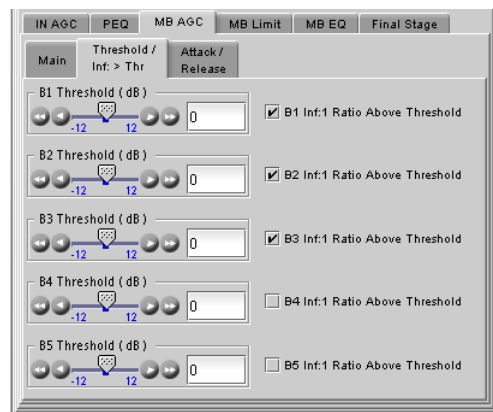 IN AGC PEQ MB AGC MB Limit MB EQ Final Stage
Main Threshold / Inf: > Thr Attack / Release
B1 Threshold ( dB )
-12 12 0 B1 Inf:1 Ratio Above Threshold
B2 Threshold ( dB )
-12 12 0 B2 Inf:1 Ratio Above Threshold
B3 Threshold ( dB )
-12 12 0 B3 Inf:1 Ratio Above Threshold
B4 Threshold ( dB )
-12 12 0 B4 Inf:1 Ratio Above Threshold
B5 Threshold ( dB )
-12 12 0 B5 Inf:1 Ratio Above Threshold